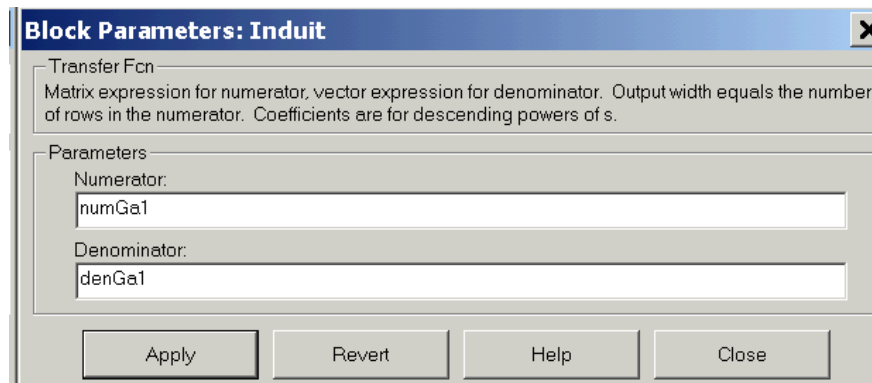 Block Parameters: Induit
Transfer Fcn
Matrix expression for numerator, vector expression for denominator. Output width equals the number
of rows in the numerator. Coefficients are for descending powers of s.
Parameters
Numerator:
numGa1
Denominator:
denGa1
Apply Revert Help Close